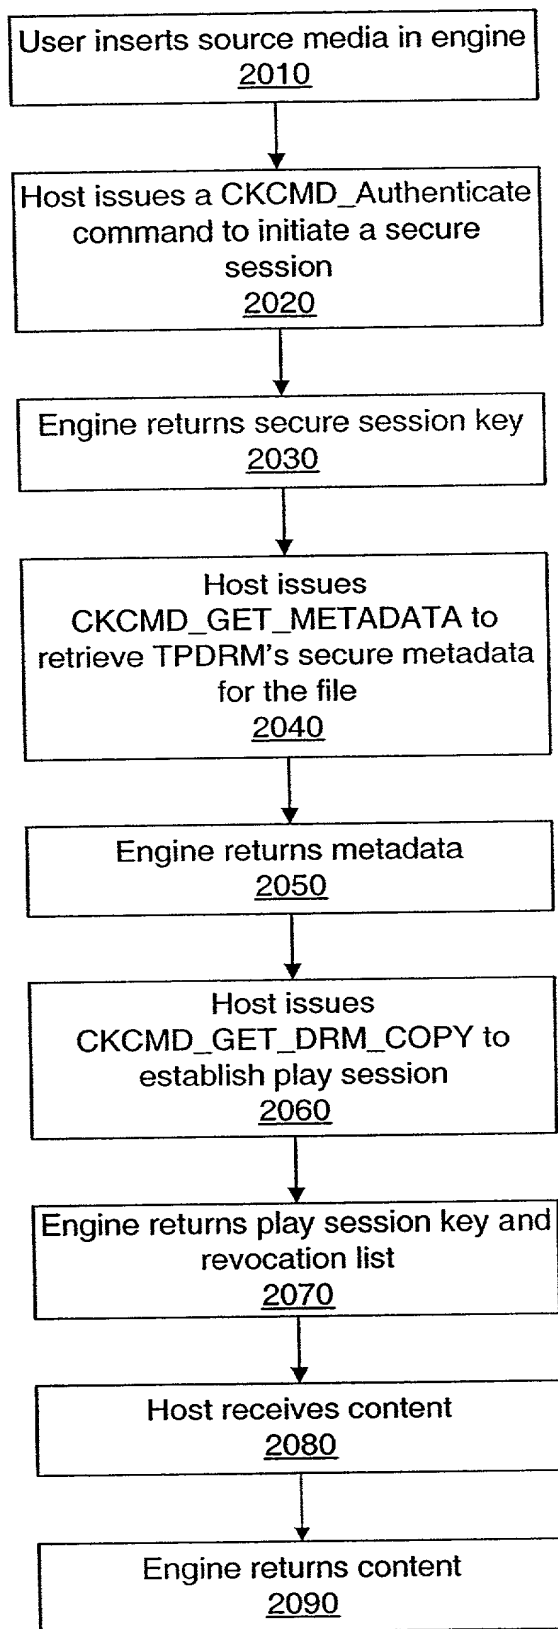 User inserts source media in engine
2010
Host issues a CKCMD_Authenticate
command to initiate a secure
session
2020
Engine returns secure session key
2030
Host issues
CKCMD_GET_METADATA to
retrieve TPDRM's secure metadata
for the file
2040
Engine returns metadata
2050
Host issues
CKCMD_GET_DRM_COPY to
establish play session
2060
Engine returns play session key and
revocation list
2070
Host receives content
2080
Engine returns content
2090